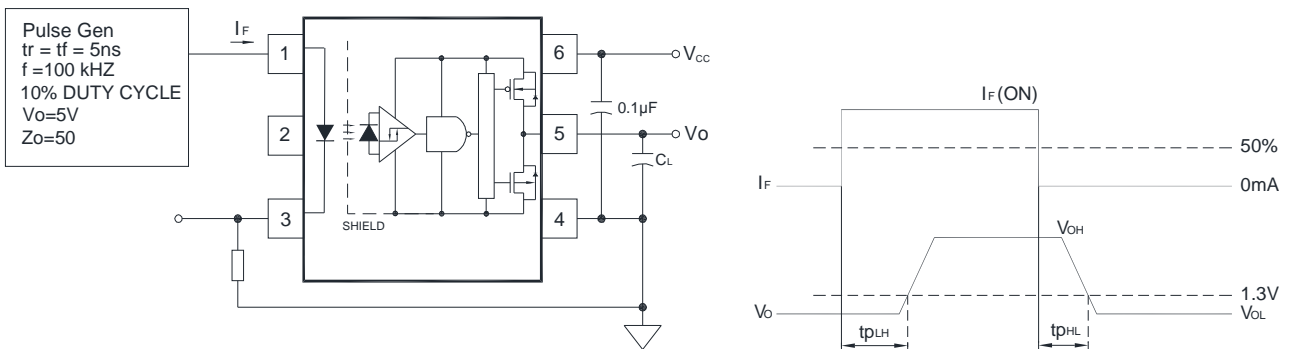 Pulse Gen
tr = tf = 5ns
f =100 kHZ
10% DUTY CYCLE
Vo=5V
Zo=50
IF
1
2
3
SHIELD
6
5
4
VCC
0.1µF
Vo
CL
IF(ON)
50%
IF
0mA
VOH
1.3V
VO
VOL
tpLH
tpHL